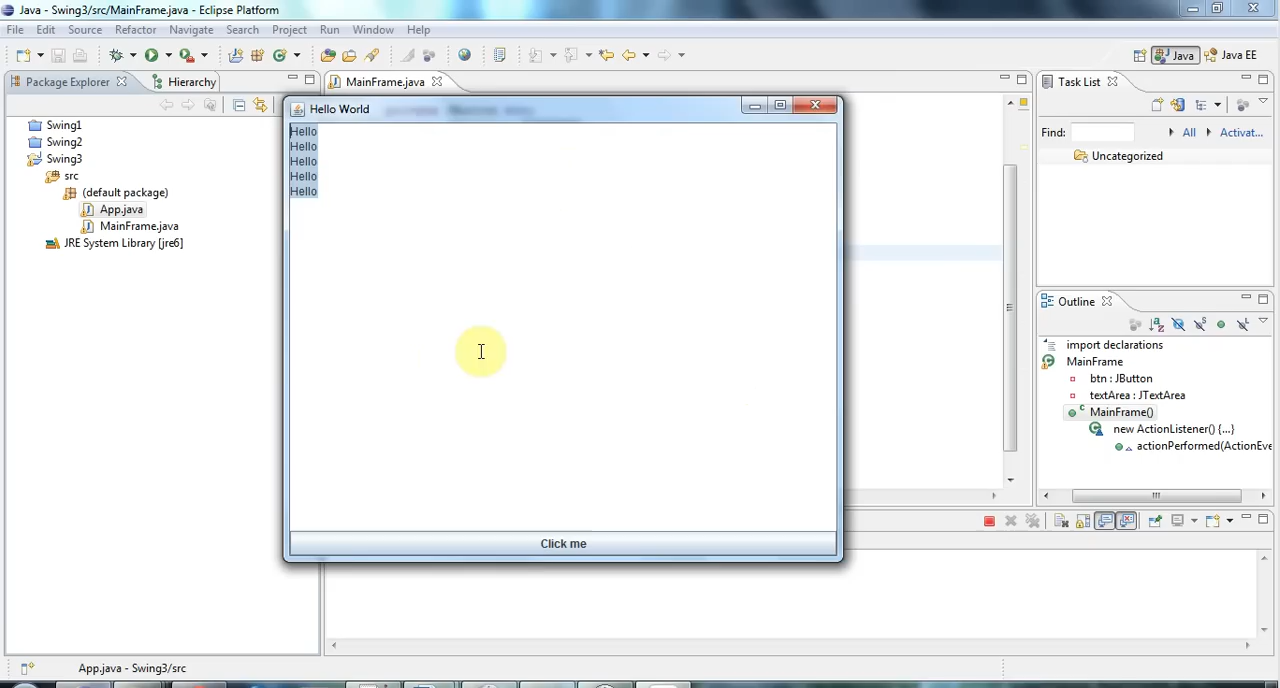 Java - Swing3/src/MainFrame.java - Eclipse Platform
File Edit Source Refactor Navigate Search Project Run Window Help
Java Java EE
Package Explorer Hierarchy
MainFrame.java
Task List
Hello World
Find: All Activat...
Uncategorized
Swing1
Swing2
Swing3
src
(default package)
App.java
MainFrame.java
JRE System Library [jre6]
Hello
Hello
Hello
Hello
Hello
Click me
Outline
import declarations
MainFrame
btn : JButton
textArea : JTextArea
MainFrame()
new ActionListener() {...}
actionPerformed(ActionEve
App.java - Swing3/src